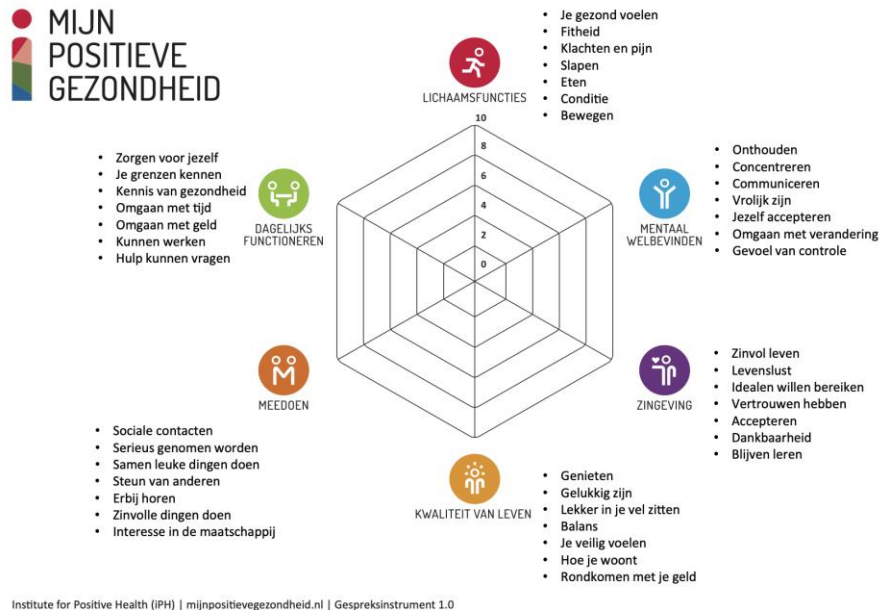 MIJN
POSITIEVE
GEZONDHEID
• Je gezond voelen
• Fitheid
• Klachten en pijn
• Slapen
• Eten
• Conditie
• Bewegen
LICHAAMSFUNCTIES
• Onthouden
• Concentreren
• Communiceren
• Vrolijk zijn
• Jezelf accepteren
• Omgaan met verandering
• Gevoel van controle
MENTAAL
WELBEVINDEN
• Zinvol leven
• Levenslust
• Idealen willen bereiken
• Vertrouwen hebben
• Accepteren
• Dankbaarheid
• Blijven leren
ZINGEVING
• Genieten
• Gelukkig zijn
• Lekker in je vel zitten
• Balans
• Je veilig voelen
• Hoe je woont
• Rondkomen met je geld
KWALITEIT VAN LEVEN
• Sociale contacten
• Serieus genomen worden
• Samen leuke dingen doen
• Steun van anderen
• Erbij horen
• Zinvolle dingen doen
• Interesse in de maatschappij
MEEDOEN
• Zorgen voor jezelf
• Je grenzen kennen
• Kennis van gezondheid
• Omgaan met tijd
• Omgaan met geld
• Kunnen werken
• Hulp kunnen vragen
DAGELIJKS
FUNCTIONEREN
10
8
6
4
2
0
Institute for Positive Health (iPH) | mijnpositievegezondheid.nl | Gespreksinstrument 1.0